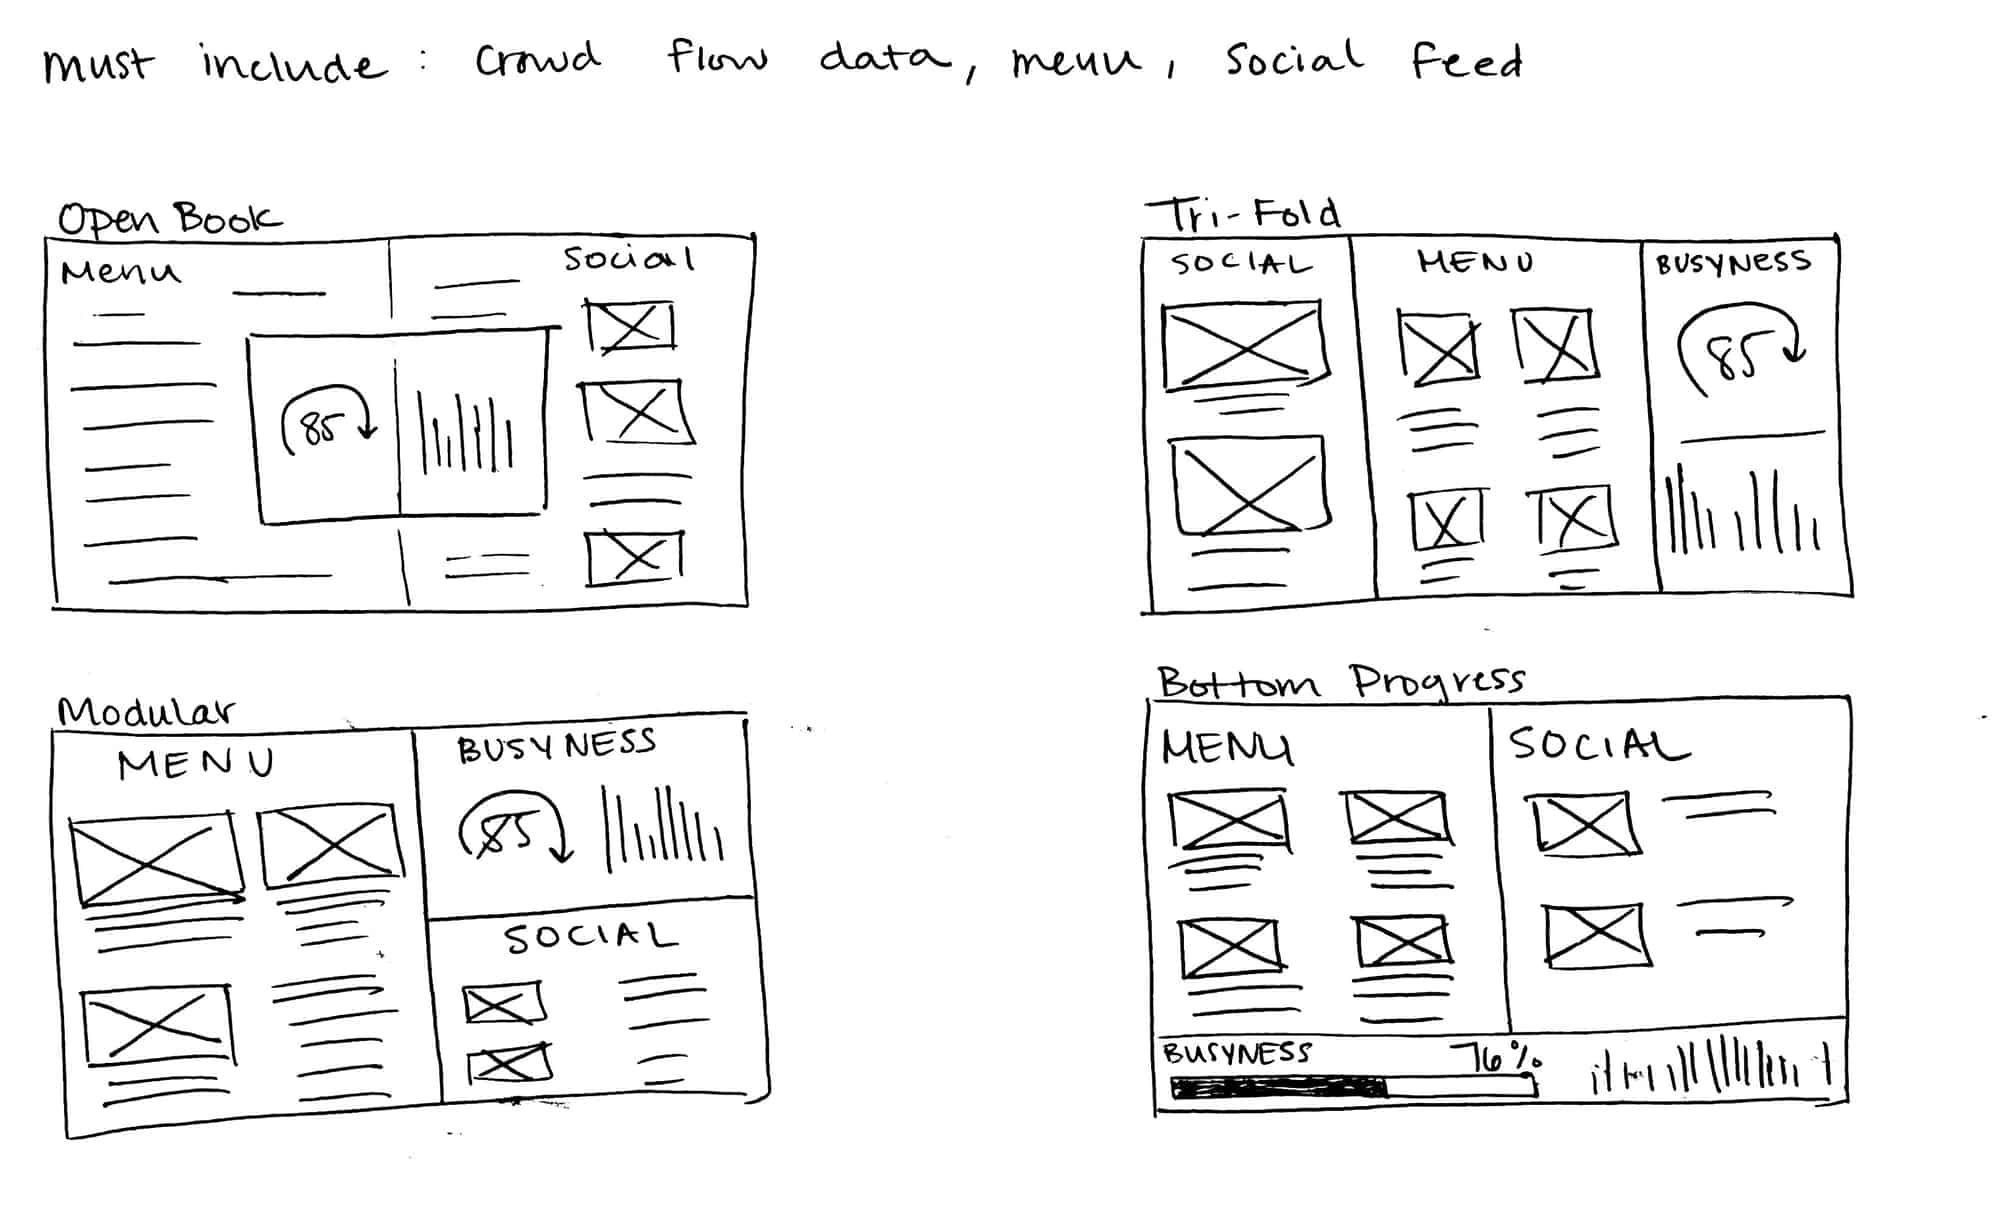 must include : crowd flow data, menu, social feed
Open Book
Menu
Social
85
Tri-Fold
SOCIAL
MENU
BUSYNESS
85
Modular
MENU
BUSYNESS
85
SOCIAL
Bottom Progress
MENU
SOCIAL
BUSYNESS
76%